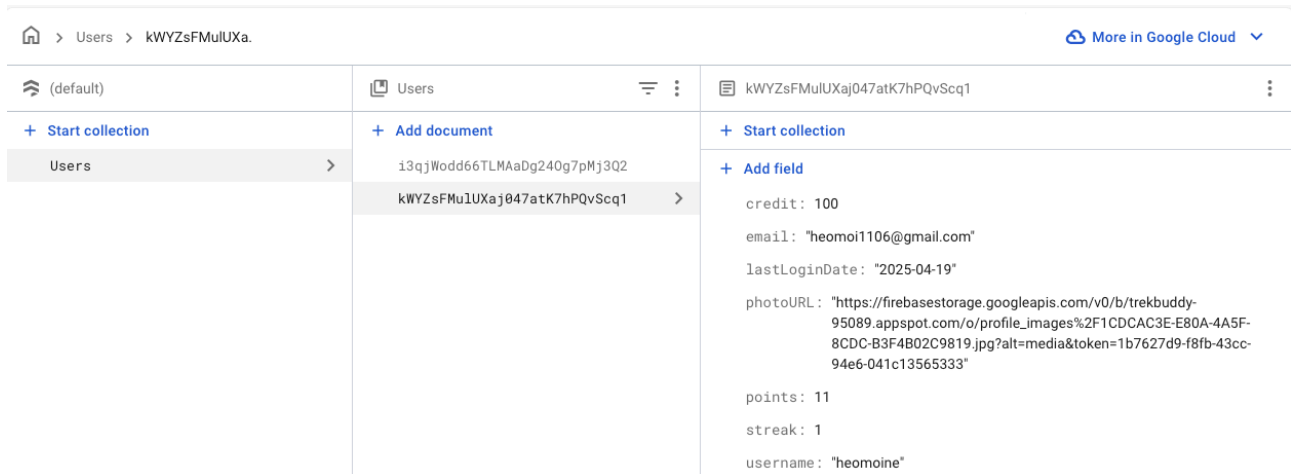 Users > kWYZsFMulUXa.
More in Google Cloud
(default)
Users
kWYZsFMulUXaj047atK7hPQvScq1
+ Start collection
+ Add document
+ Start collection
Users
i3qjWodd66TLMAaDg24Og7pMj3Q2
kWYZsFMulUXaj047atK7hPQvScq1
+ Add field
credit: 100
email: "heomoi1106@gmail.com"
lastLoginDate: "2025-04-19"
photoURL: "https://firebasestorage.googleapis.com/v0/b/trekbuddy-
95089.appspot.com/o/profile_images%2F1CDCAC3E-E80A-4A5F-
8CDC-B3F4B02C9819.jpg?alt=media&token=1b7627d9-f8fb-43cc-
94e6-041c13565333"
points: 11
streak: 1
username: "heomoine"